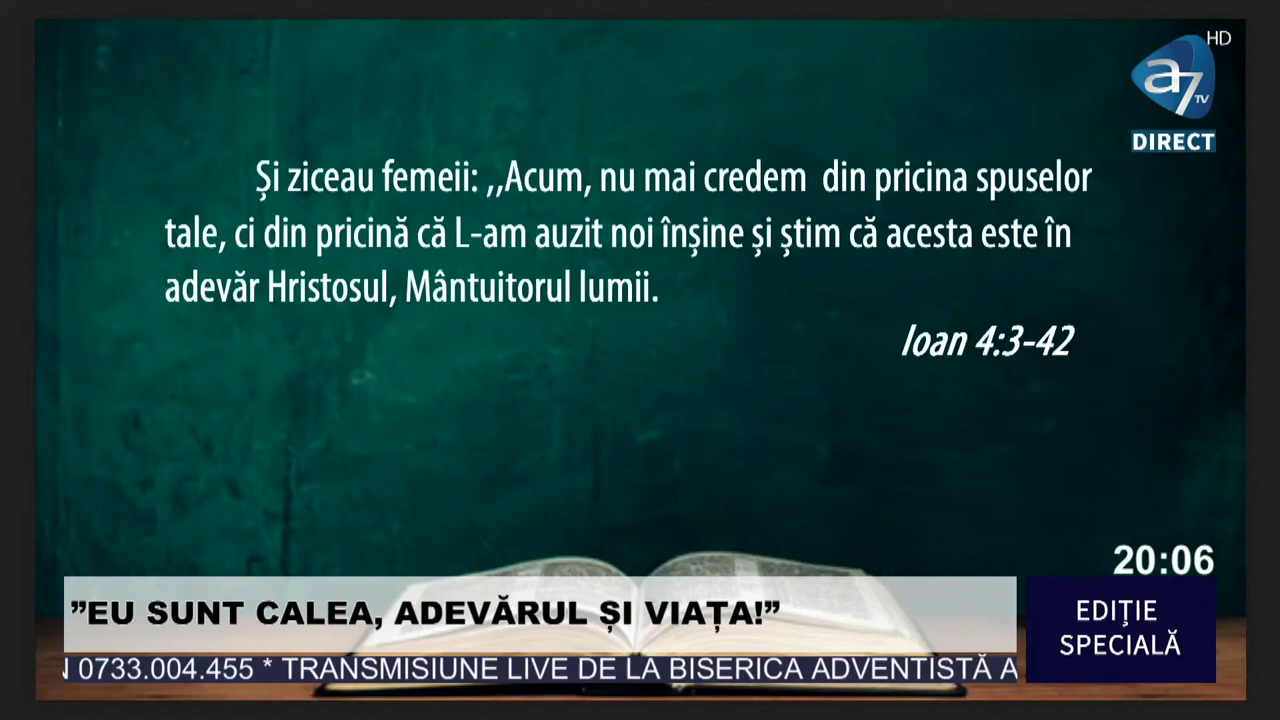 HD
a7 TV
DIRECT
Și ziceau femeii: ,,Acum, nu mai credem din pricina spuselor
tale, ci din pricină că L-am auzit noi înșine și știm că acesta este în
adevăr Hristosul, Mântuitorul lumii.
Ioan 4:3-42
20:06
”EU SUNT CALEA, ADEVĂRUL ȘI VIAȚA!”
EDIŢIE
SPECIALĂ
0733.004.455 * TRANSMISIUNE LIVE DE LA BISERICA ADVENTISTĂ A